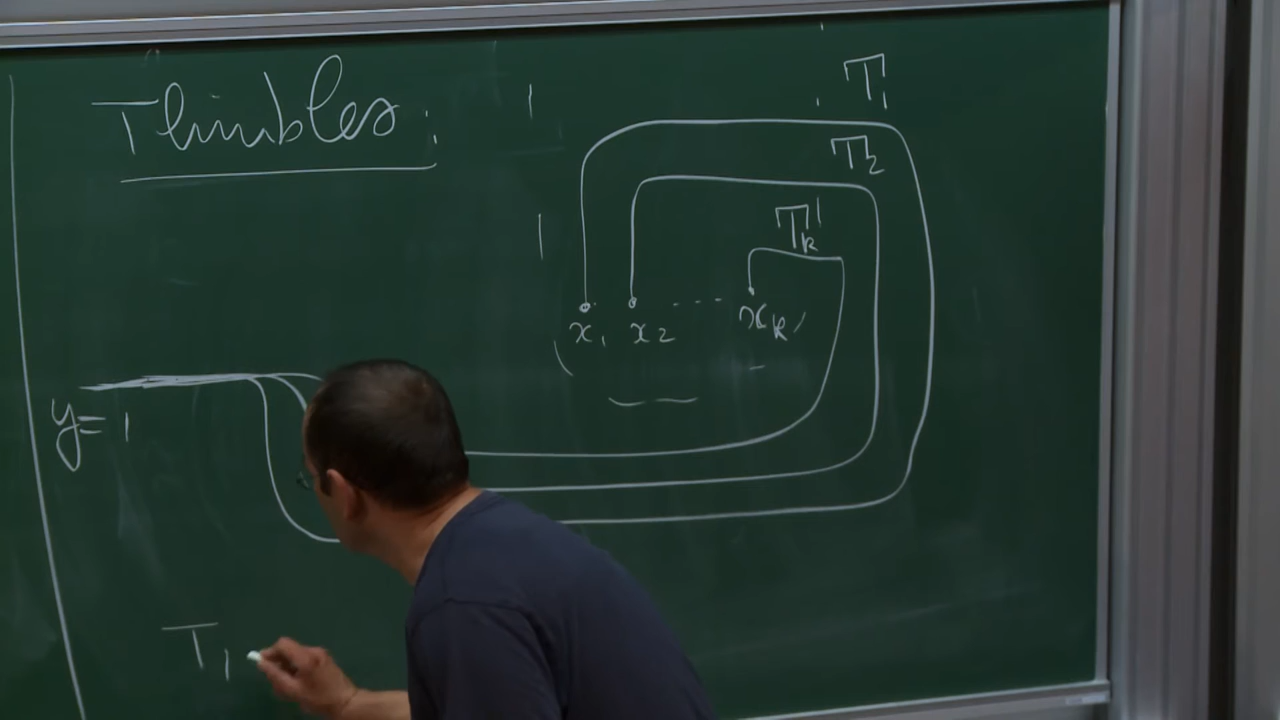 Thimbles:
T₁
T₂
Tₖ
x₁ x₂ - - - xₖ
y = 1
T₁